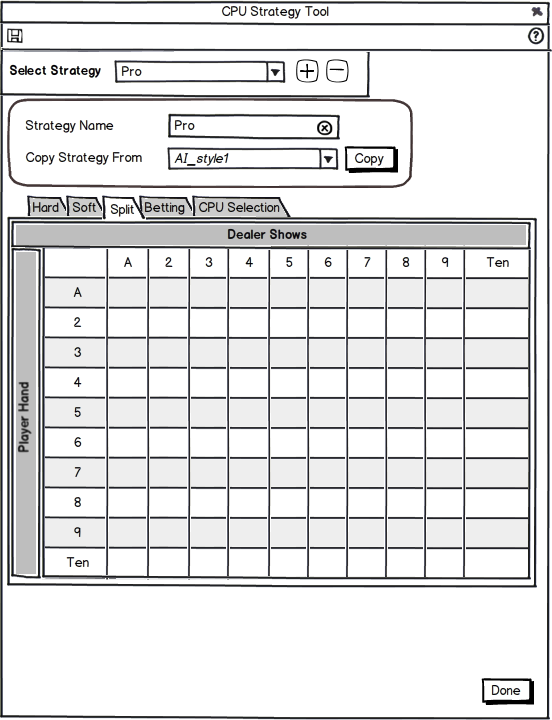 CPU Strategy Tool
?
Select Strategy Pro + −
Strategy Name Pro
Copy Strategy From AI_style1 Copy
Hard Soft Split Betting CPU Selection
Dealer Shows
A 2 3 4 5 6 7 8 9 Ten
Player Hand
A
2
3
4
5
6
7
8
9
Ten
Done